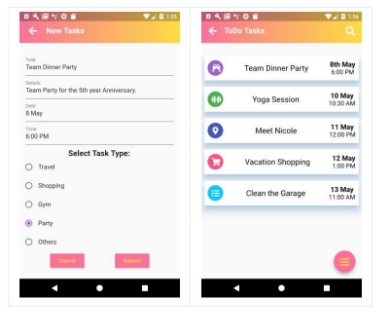 1:55
New Tasks
Task:
Team Dinner Party
Details:
Team Party for the 5th year Anniversary.
Date:
8 May
Time:
6:00 PM
Select Task Type:
Travel
Shopping
Gym
Party
Others
Cancel
Submit
1:56
ToDo Tasks
Team Dinner Party
8th May
6:00 PM
Yoga Session
10 May
10:30 AM
Meet Nicole
11 May
12:00 PM
Vacation Shopping
12 May
1:00 PM
Clean the Garage
13 May
11:00 AM